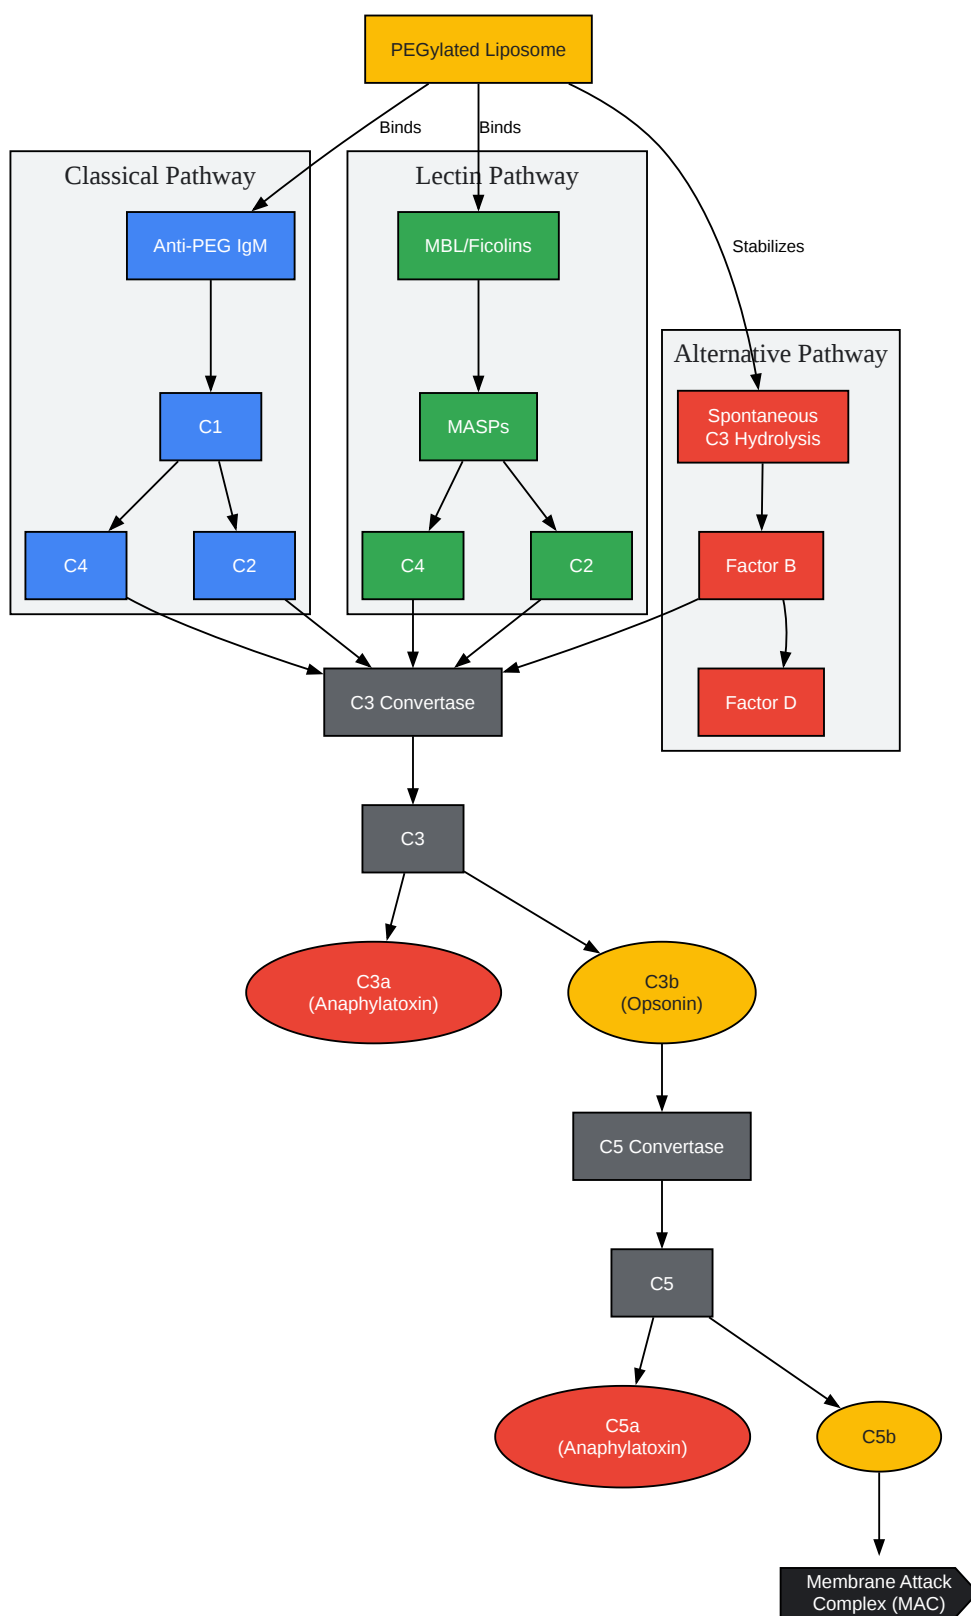 PEGylated Liposome
Binds
Binds
Classical Pathway
Lectin Pathway
Anti-PEG IgM
MBL/Ficolins
Stabilizes
Alternative Pathway
C1
MASPs
Spontaneous
C3 Hydrolysis
C4
C2
C4
C2
Factor B
C3 Convertase
Factor D
C3
C3a
(Anaphylatoxin)
C3b
(Opsonin)
C5 Convertase
C5
C5a
(Anaphylatoxin)
C5b
Membrane Attack
Complex (MAC)